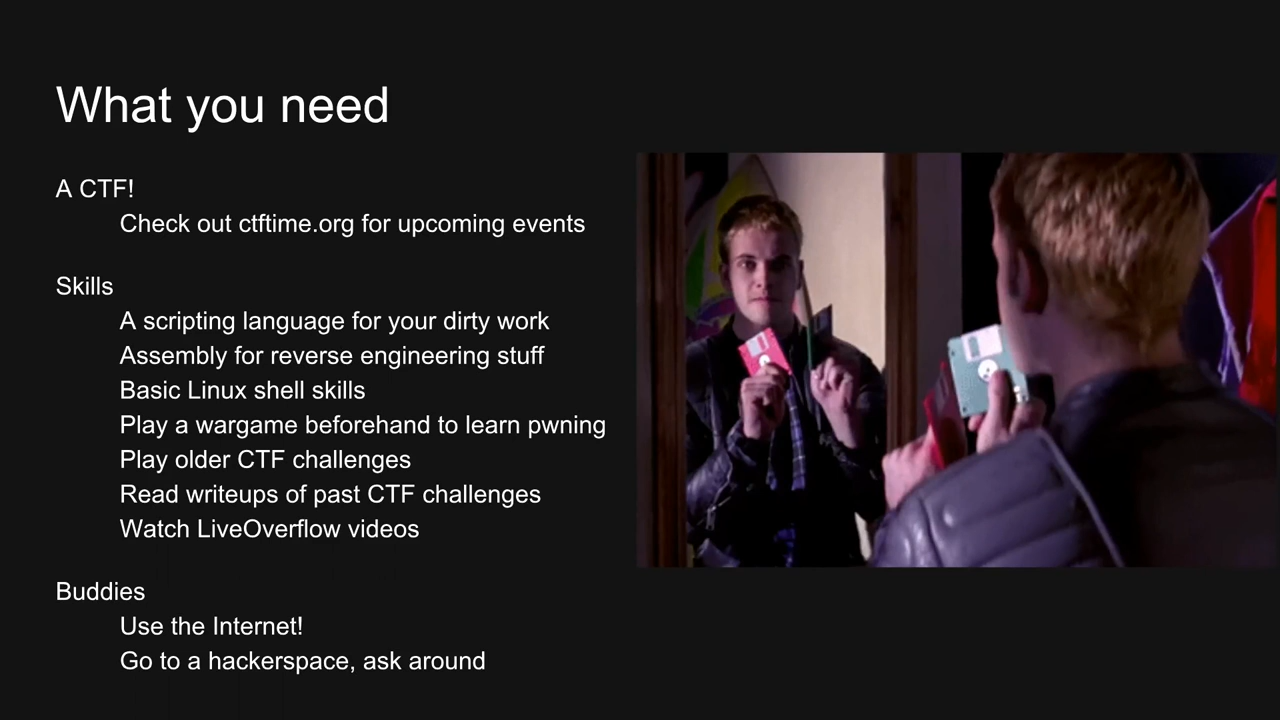 What you need
A CTF!
Check out ctftime.org for upcoming events
Skills
A scripting language for your dirty work
Assembly for reverse engineering stuff
Basic Linux shell skills
Play a wargame beforehand to learn pwning
Play older CTF challenges
Read writeups of past CTF challenges
Watch LiveOverflow videos
Buddies
Use the Internet!
Go to a hackerspace, ask around